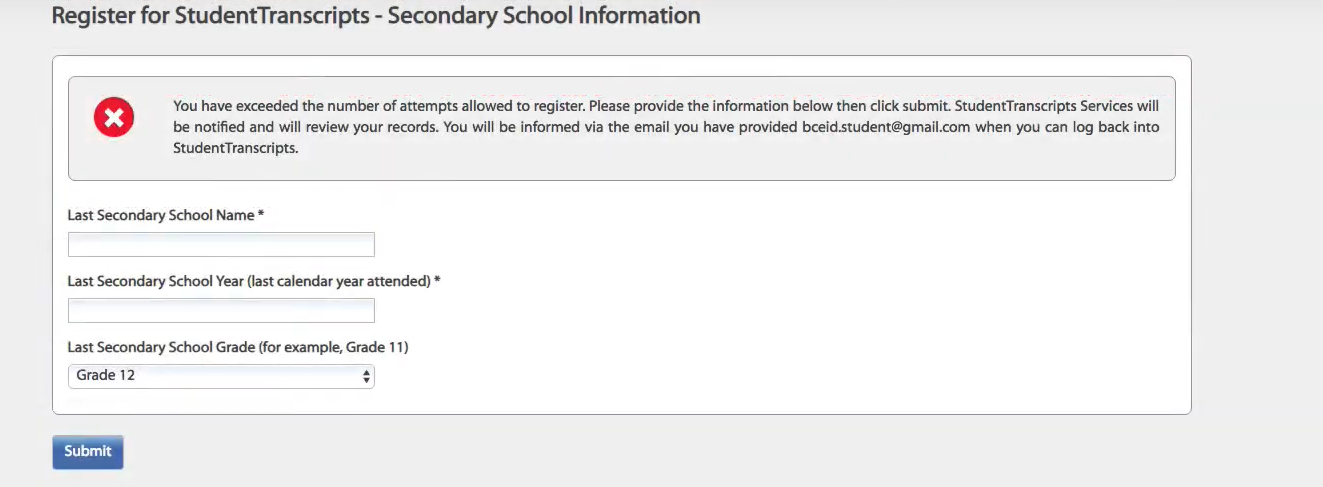 Register for StudentTranscripts - Secondary School Information
You have exceeded the number of attempts allowed to register. Please provide the information below then click submit. StudentTranscripts Services will
be notified and will review your records. You will be informed via the email you have provided bceid.student@gmail.com when you can log back into
StudentTranscripts.
Last Secondary School Name *
Last Secondary School Year (last calendar year attended) *
Last Secondary School Grade (for example, Grade 11)
Grade 12
Submit